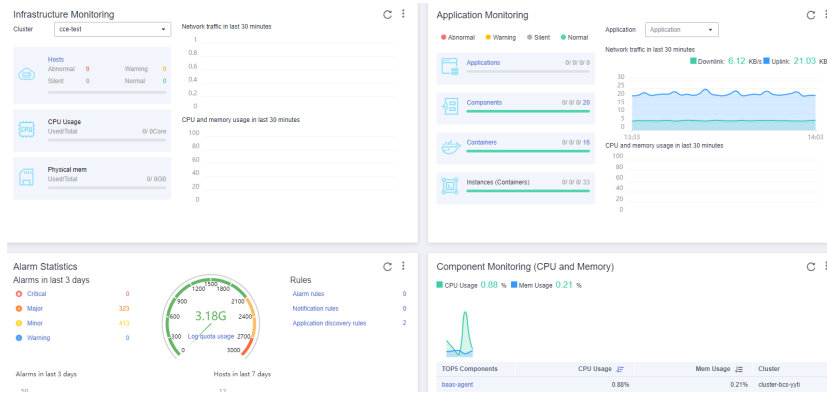 Infrastructure Monitoring
Cluster cce-test
Hosts
Abnormal 0 Warning 0
Silent 0 Normal 0
CPU Usage
Used/Total 0/ 0Core
Physical mem
Used/Total 0/ 0GB
Network traffic in last 30 minutes
1
0.8
0.6
0.4
0.2
0
CPU and memory usage in last 30 minutes
100
80
60
40
20
0
Application Monitoring
Abnormal Warning Silent Normal
Applications 0/ 0/ 0/ 0
Components 0/ 0/ 0/ 20
Containers 0/ 0/ 0/ 16
Instances (Containers) 0/ 0/ 0/ 33
Application Application
Network traffic in last 30 minutes
Downlink: 6.12 KB/s Uplink: 21.03 KB
30
25
20
15
10
5
0
13:33 14:03
CPU and memory usage in last 30 minutes
100
80
60
40
20
0
Alarm Statistics
Alarms in last 3 days
Critical 0
Major 323
Minor 413
Warning 0
0
300
600
900
1200
1500
1800
2100
2400
2700
3000
3.18G
Log quota usage
Rules
Alarm rules 0
Notification rules 0
Application discovery rules 2
Alarms in last 3 days
50
Hosts in last 7 days
12
Component Monitoring (CPU and Memory)
CPU Usage 0.88 % Mem Usage 0.21 %
TOP5 Components CPU Usage Mem Usage Cluster
baas-agent 0.88% 0.21% cluster-bcs-yyti